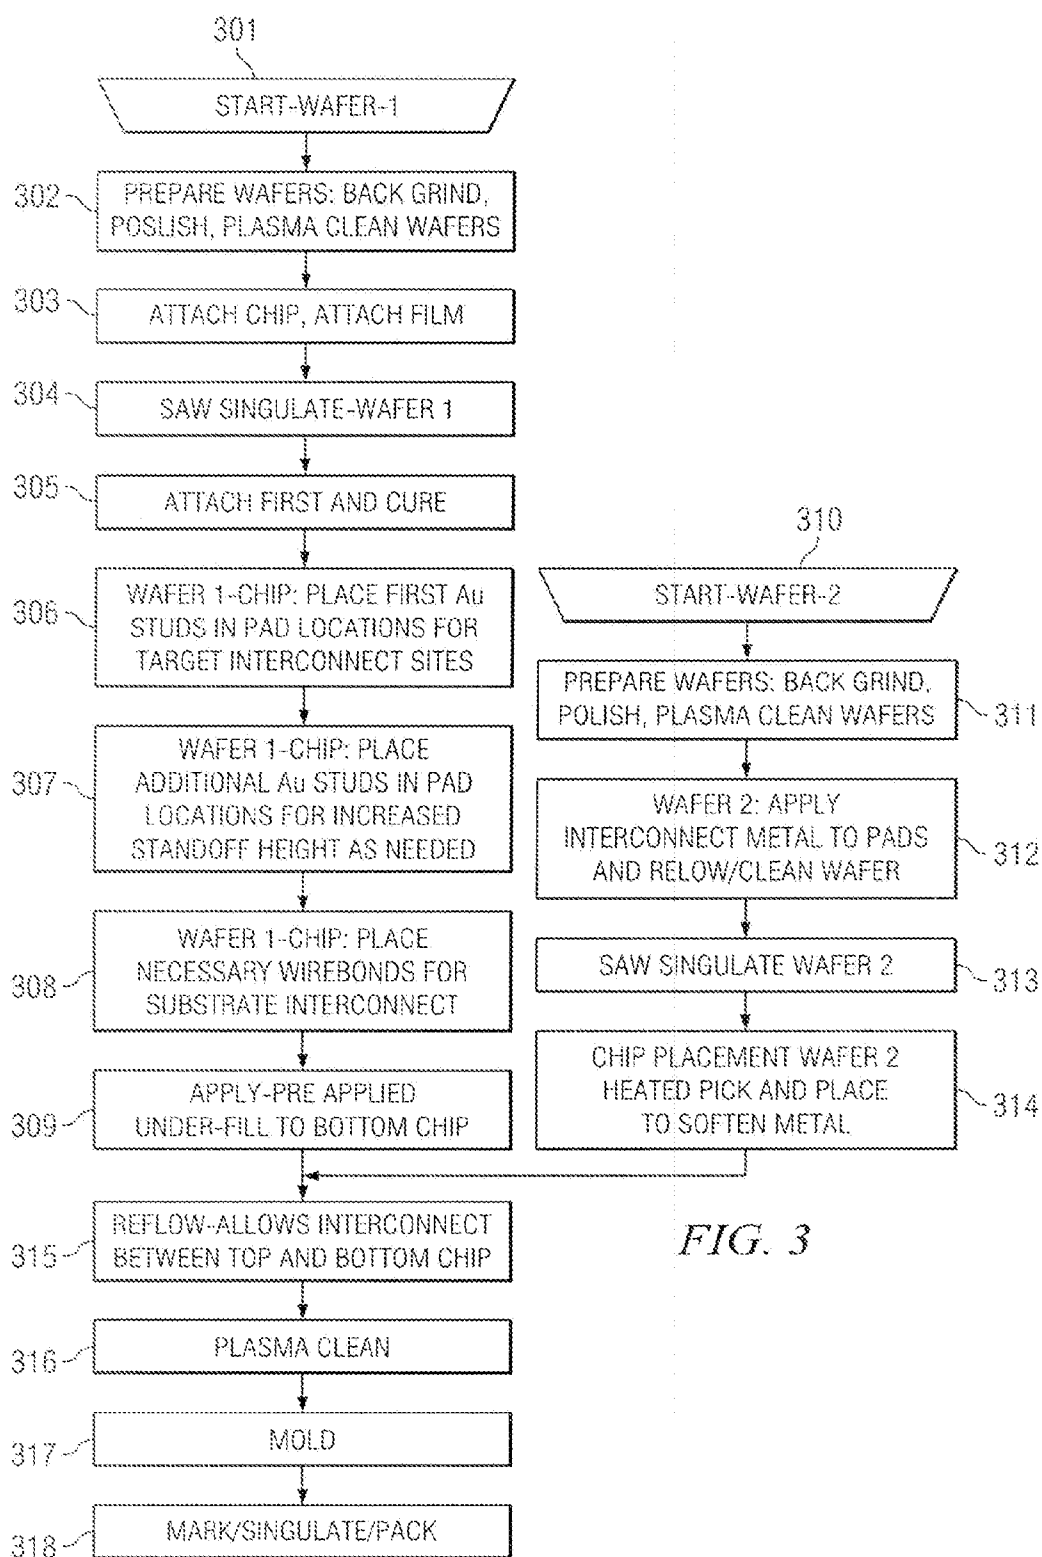 301
START-WAFER-1
302
PREPARE WAFERS: BACK GRIND,
POSLISH, PLASMA CLEAN WAFERS
303
ATTACH CHIP, ATTACH FILM
304
SAW SINGULATE-WAFER 1
305
ATTACH FIRST AND CURE
306
WAFER 1-CHIP: PLACE FIRST Au
STUDS IN PAD LOCATIONS FOR
TARGET INTERCONNECT SITES
307
WAFER 1-CHIP: PLACE
ADDITIONAL Au STUDS IN PAD
LOCATIONS FOR INCREASED
STANDOFF HEIGHT AS NEEDED
308
WAFER 1-CHIP: PLACE
NECESSARY WIREBONDS FOR
SUBSTRATE INTERCONNECT
309
APPLY-PRE APPLIED
UNDER-FILL TO BOTTOM CHIP
310
START-WAFER-2
PREPARE WAFERS: BACK GRIND,
POLISH, PLASMA CLEAN WAFERS
311
WAFER 2: APPLY
INTERCONNECT METAL TO PADS
AND RELOW/CLEAN WAFER
312
SAW SINGULATE WAFER 2
313
CHIP PLACEMENT WAFER 2
HEATED PICK AND PLACE
TO SOFTEN METAL
314
315
REFLOW-ALLOWS INTERCONNECT
BETWEEN TOP AND BOTTOM CHIP
316
PLASMA CLEAN
317
MOLD
318
MARK/SINGULATE/PACK
FIG. 3